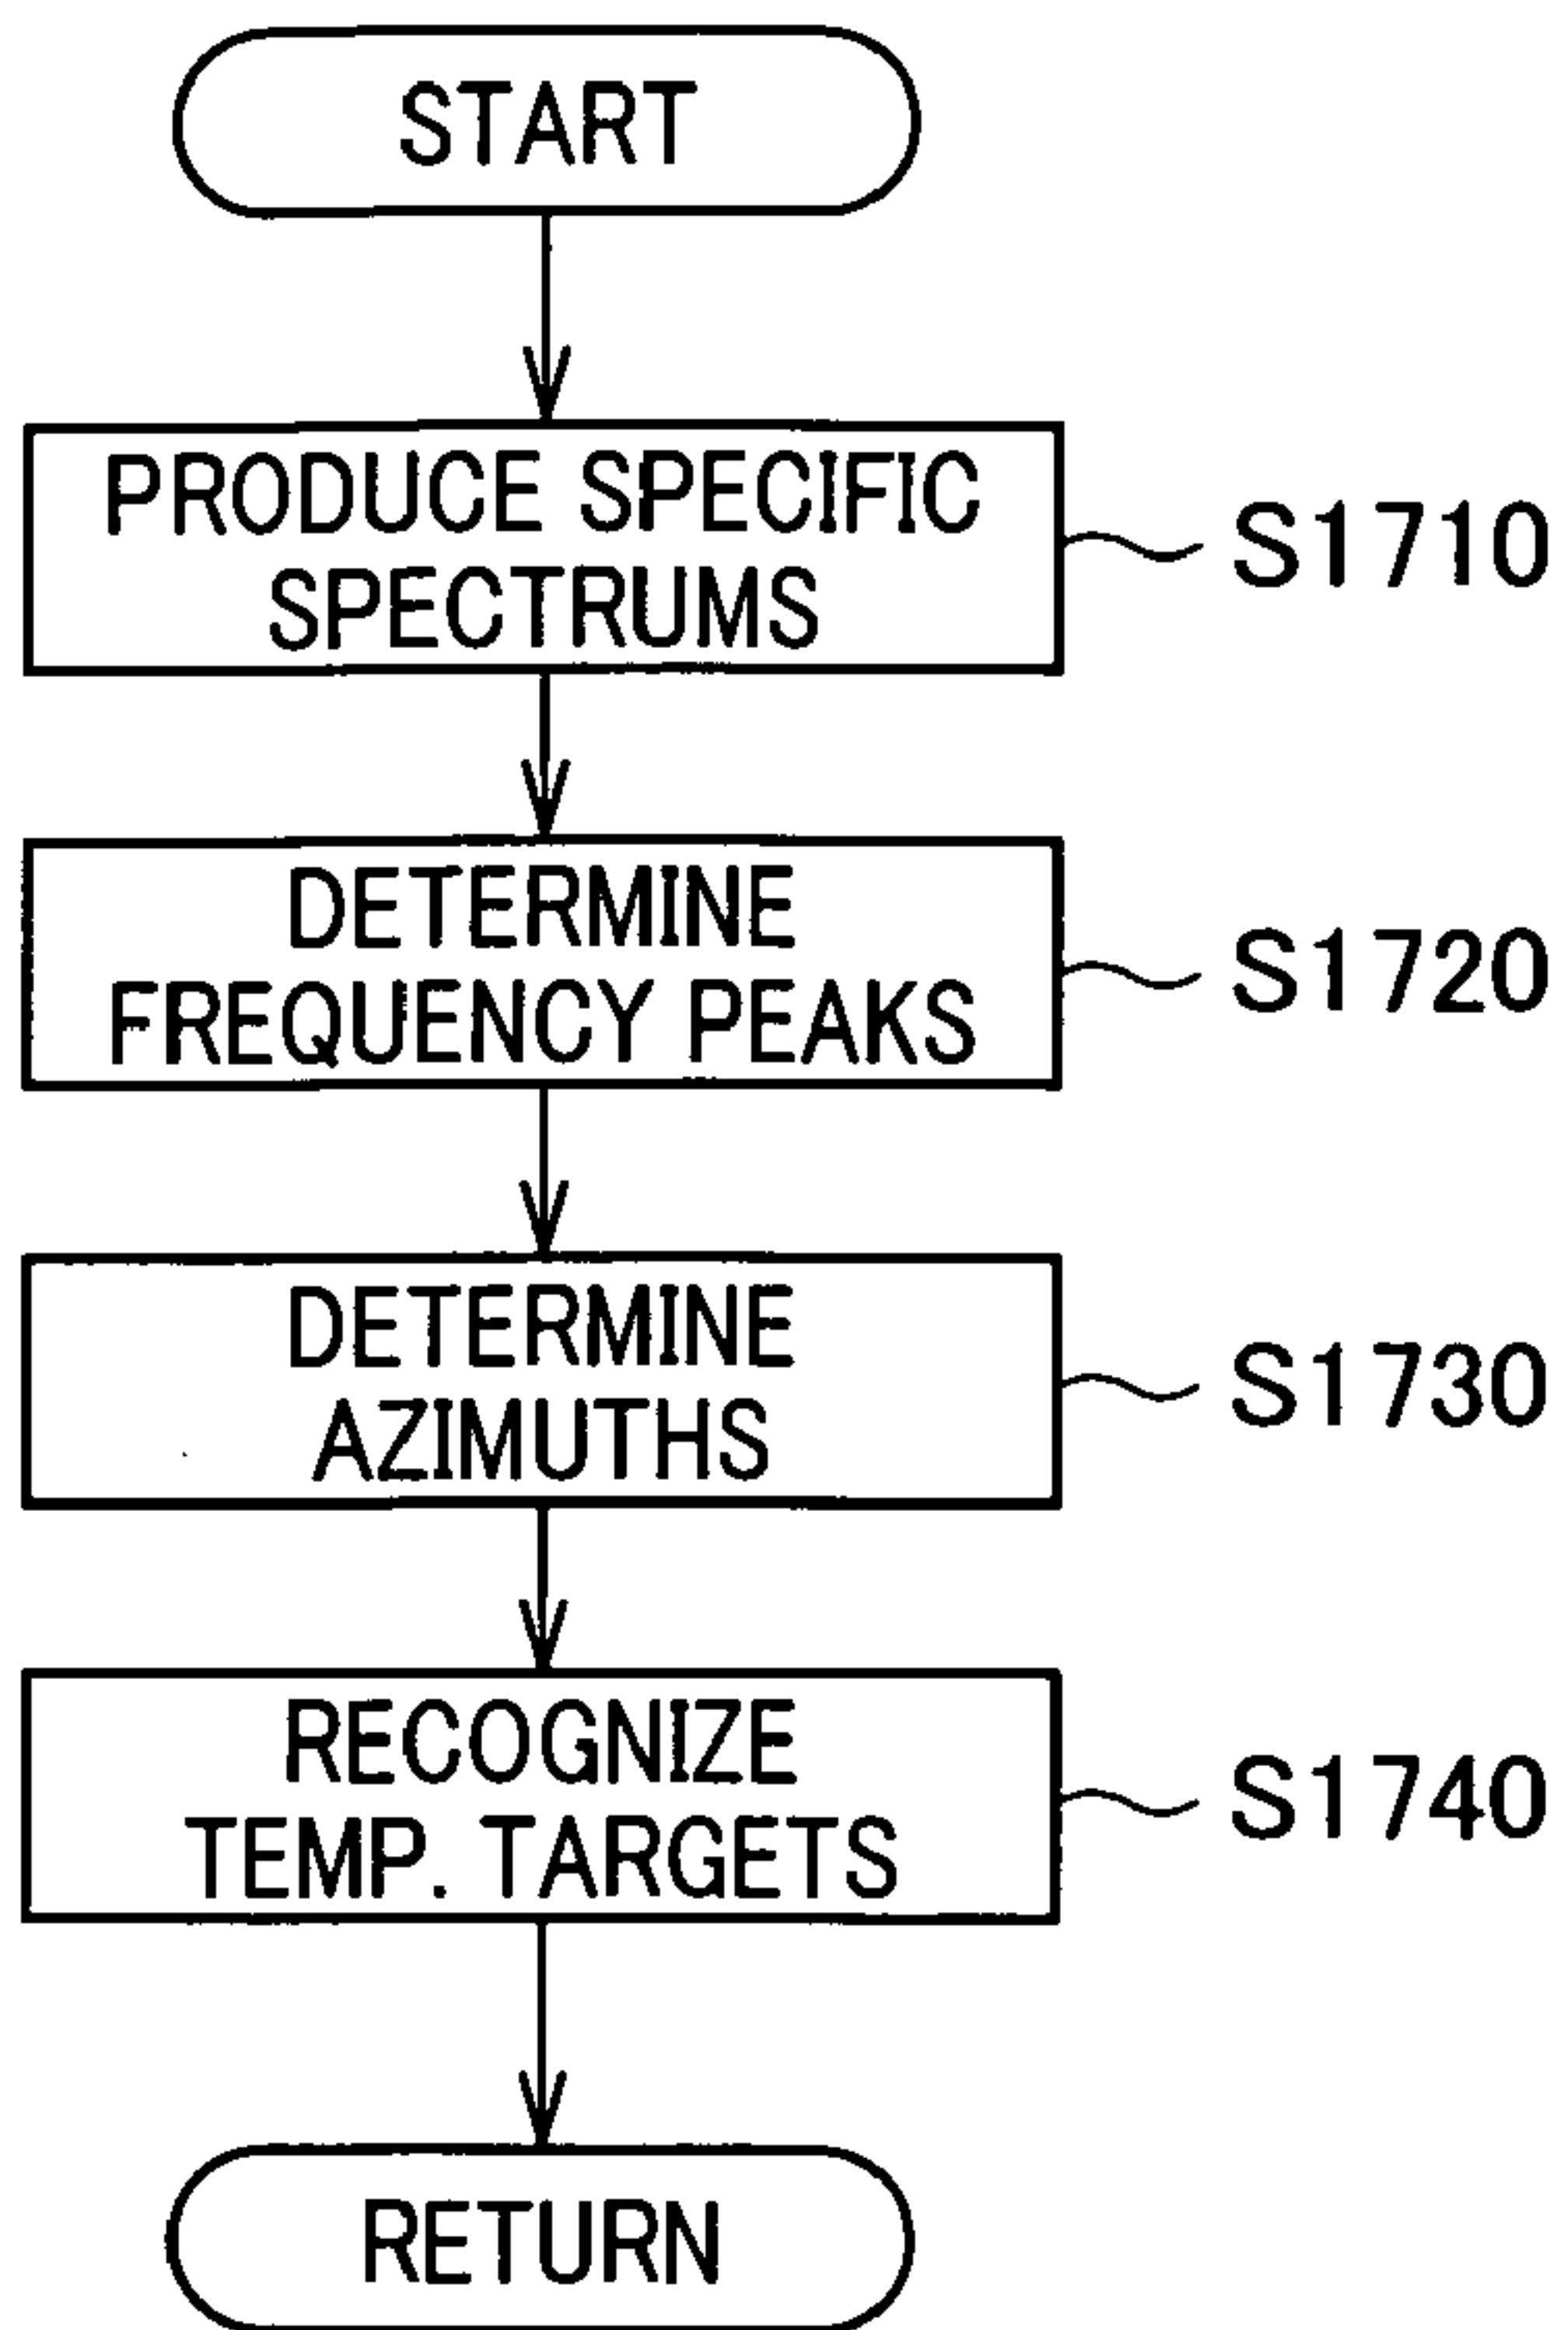 START
PRODUCE SPECIFIC
SPECTRUMS
S1710
DETERMINE
FREQUENCY PEAKS
S1720
DETERMINE
AZIMUTHS
S1730
RECOGNIZE
TEMP. TARGETS
S1740
RETURN